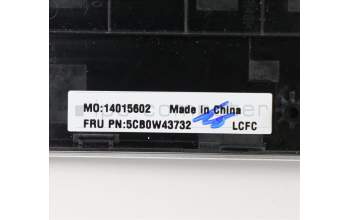 MO:14015602 Made in China
FRU PN:5CB0W43732 LCFC